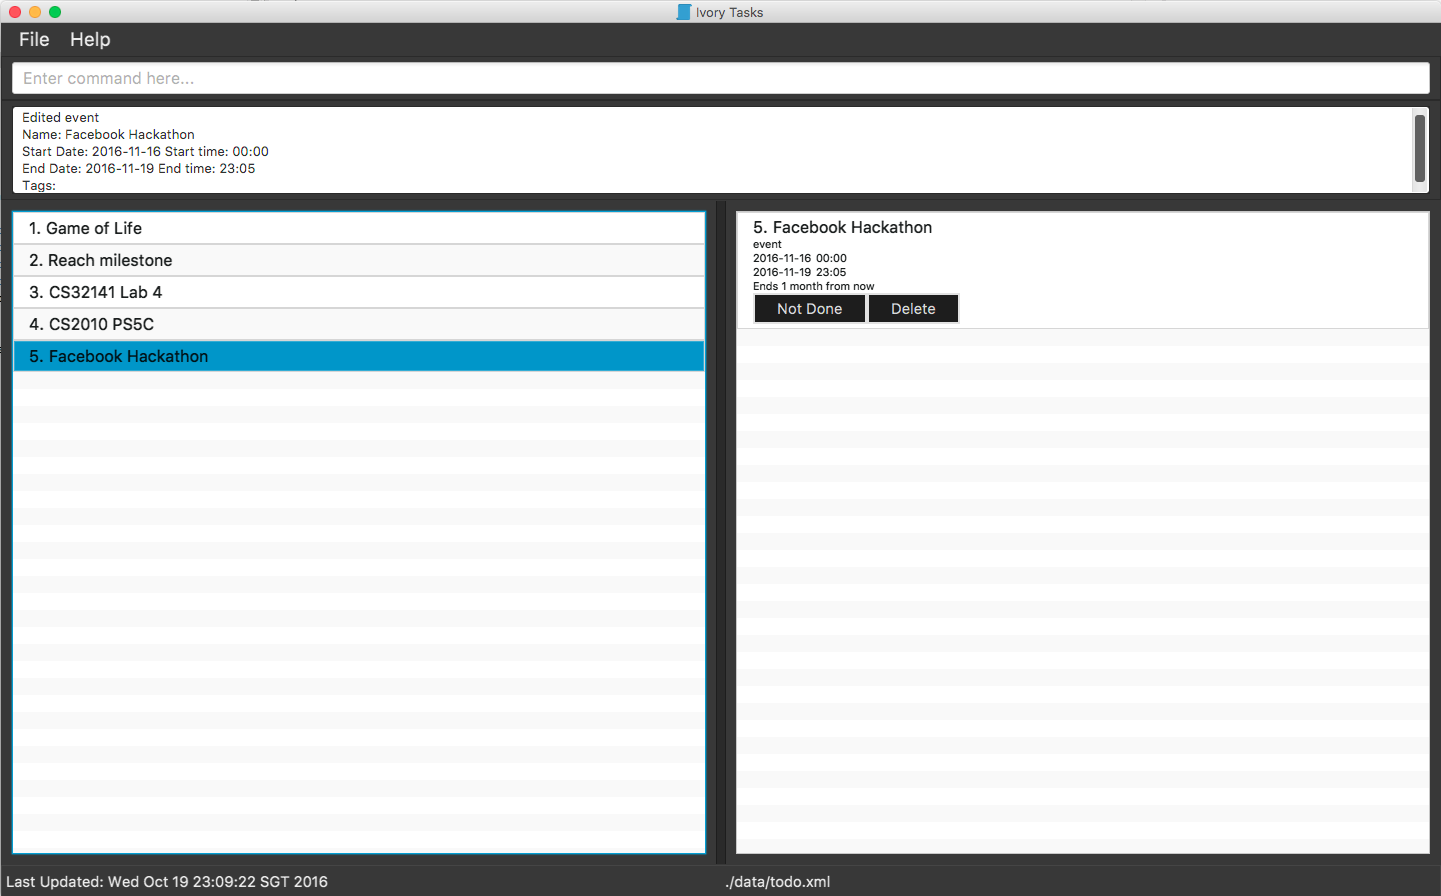 Ivory Tasks
File Help
Enter command here...
Edited event
Name: Facebook Hackathon
Start Date: 2016-11-16 Start time: 00:00
End Date: 2016-11-19 End time: 23:05
Tags:
1. Game of Life
2. Reach milestone
3. CS32141 Lab 4
4. CS2010 PS5C
5. Facebook Hackathon
5. Facebook Hackathon
event
2016-11-16 00:00
2016-11-19 23:05
Ends 1 month from now
Not Done Delete
Last Updated: Wed Oct 19 23:09:22 SGT 2016
./data/todo.xml